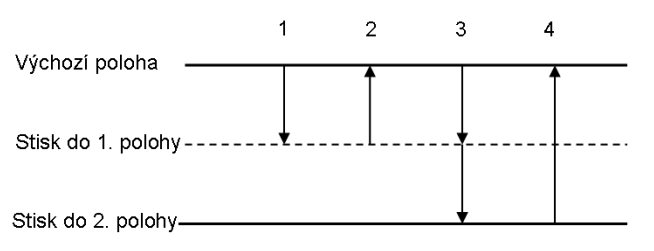 1 2 3 4
Výchozí poloha
Stisk do 1. polohy
Stisk do 2. polohy